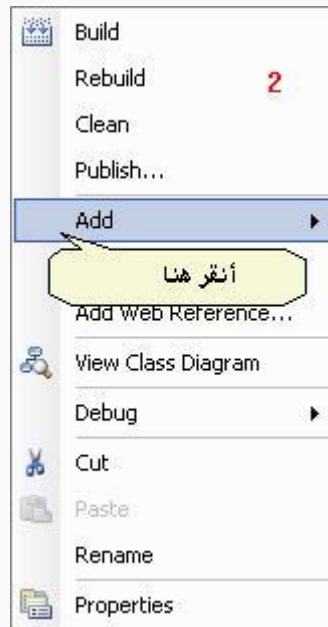 Build
Rebuild
2
Clean
Publish...
Add
أنقر هنا
Add Web Reference...
View Class Diagram
Debug
Cut
Paste
Rename
Properties